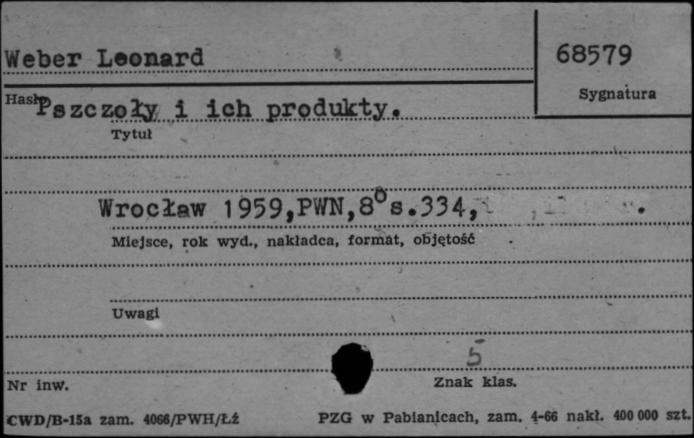 Weber Leonard
68579
Hasło
Sygnatura
Pszczoły i ich produkty.
Tytuł
Wrocław 1959,PWN,8⁰s.334, .
Miejsce, rok wyd., nakładca, format, objętość
Uwagi
5
Nr inw.
Znak klas.
CWD/B-15a zam. 4066/PWH/Łź
PZG w Pabianicach, zam. 4-66 nakł. 400 000 szt.